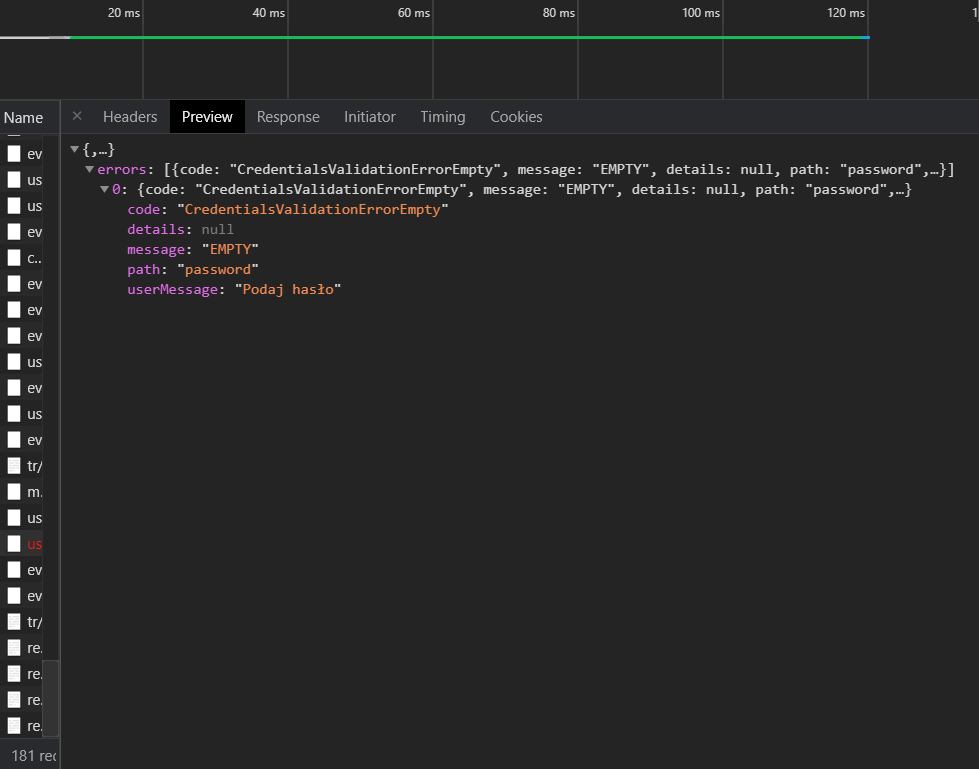 20 ms 40 ms 60 ms 80 ms 100 ms 120 ms 1
Name
× Headers Preview Response Initiator Timing Cookies
ev
us
us
ev
c..
ev
ev
ev
us
ev
us
ev
tr/
m.
us
us
ev
ev
tr/
re.
re.
re.
re.
181 rec
{,…}
errors: [{code: "CredentialsValidationErrorEmpty", message: "EMPTY", details: null, path: "password",…}]
0: {code: "CredentialsValidationErrorEmpty", message: "EMPTY", details: null, path: "password",…}
code: "CredentialsValidationErrorEmpty"
details: null
message: "EMPTY"
path: "password"
userMessage: "Podaj hasło"